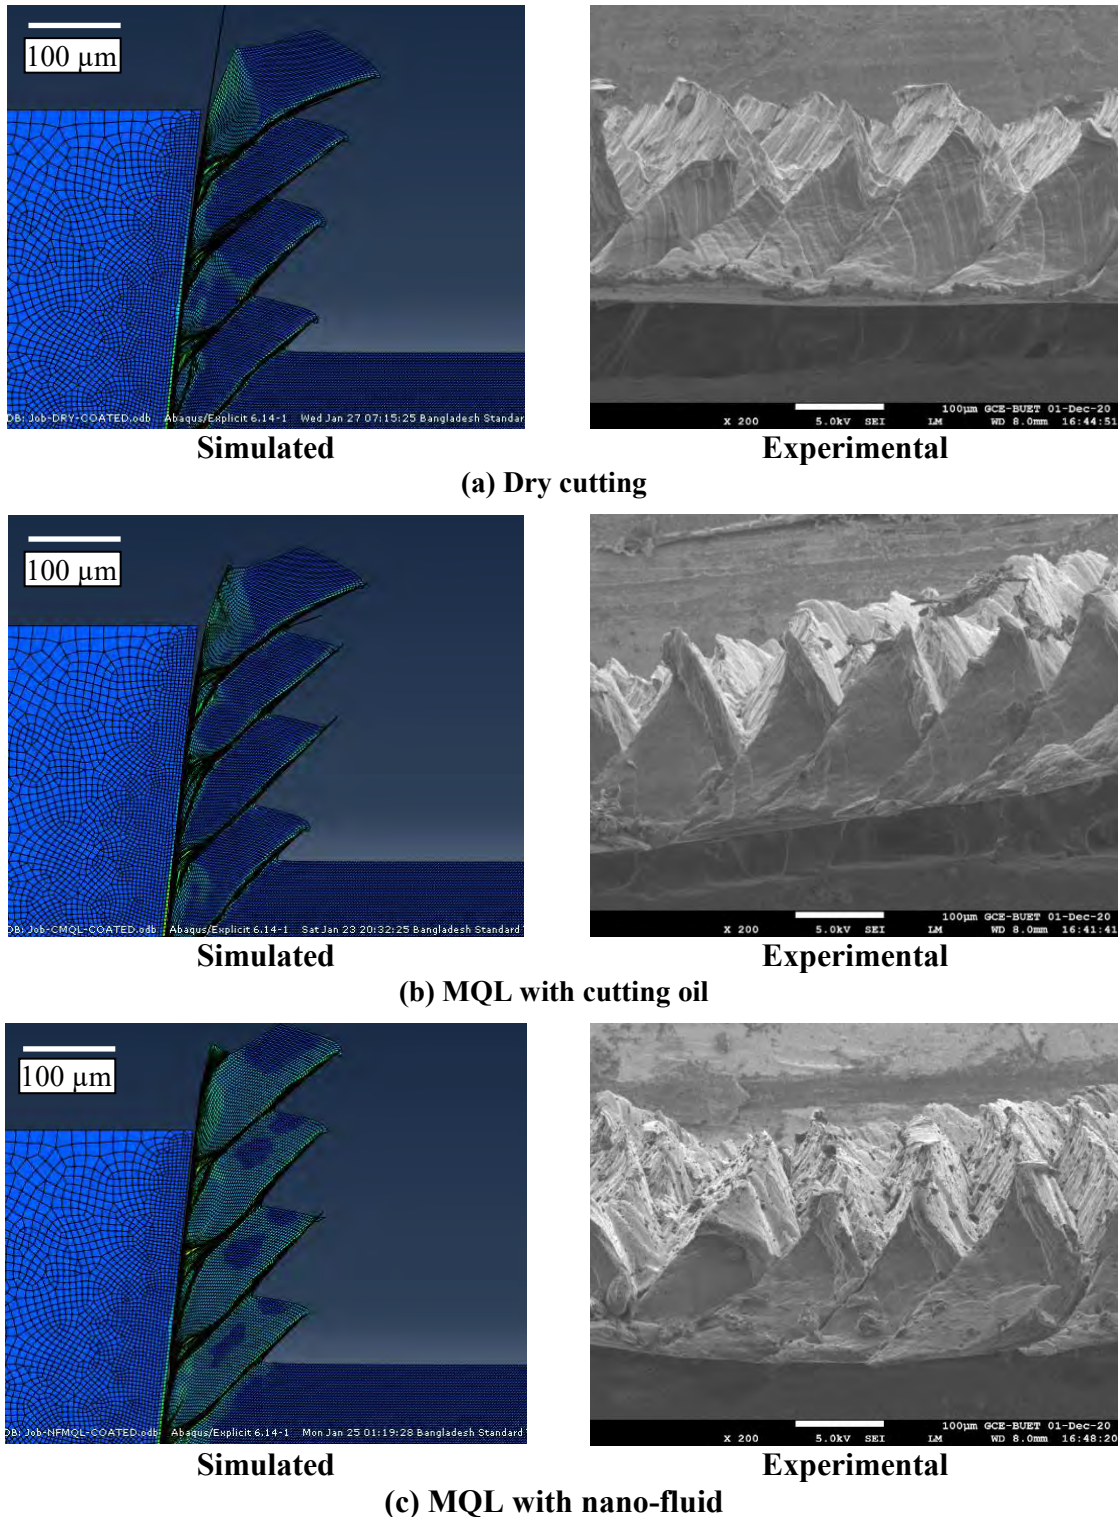 100 µm
DB: Job-DRY-COATED.odb Abaqus/Explicit 6.14-1 Wed Jan 27 07:15:25 Bangladesh Standard
100µm GCE-BUET 01-Dec-20
X 200 5.0kV SEI LM WD 8.0mm 16:44:51
Simulated Experimental
(a) Dry cutting
100 µm
DB: Job-CMQL-COATED.odb Abaqus/Explicit 6.14-1 Sat Jan 23 20:32:25 Bangladesh Standard
100µm GCE-BUET 01-Dec-20
X 200 5.0kV SEI LM WD 8.0mm 16:41:41
Simulated Experimental
(b) MQL with cutting oil
100 µm
DB: Job-NFMQL-COATED.odb Abaqus/Explicit 6.14-1 Mon Jan 25 01:19:28 Bangladesh Standard
100µm GCE-BUET 01-Dec-20
X 200 5.0kV SEI LM WD 8.0mm 16:48:20
Simulated Experimental
(c) MQL with nano-fluid